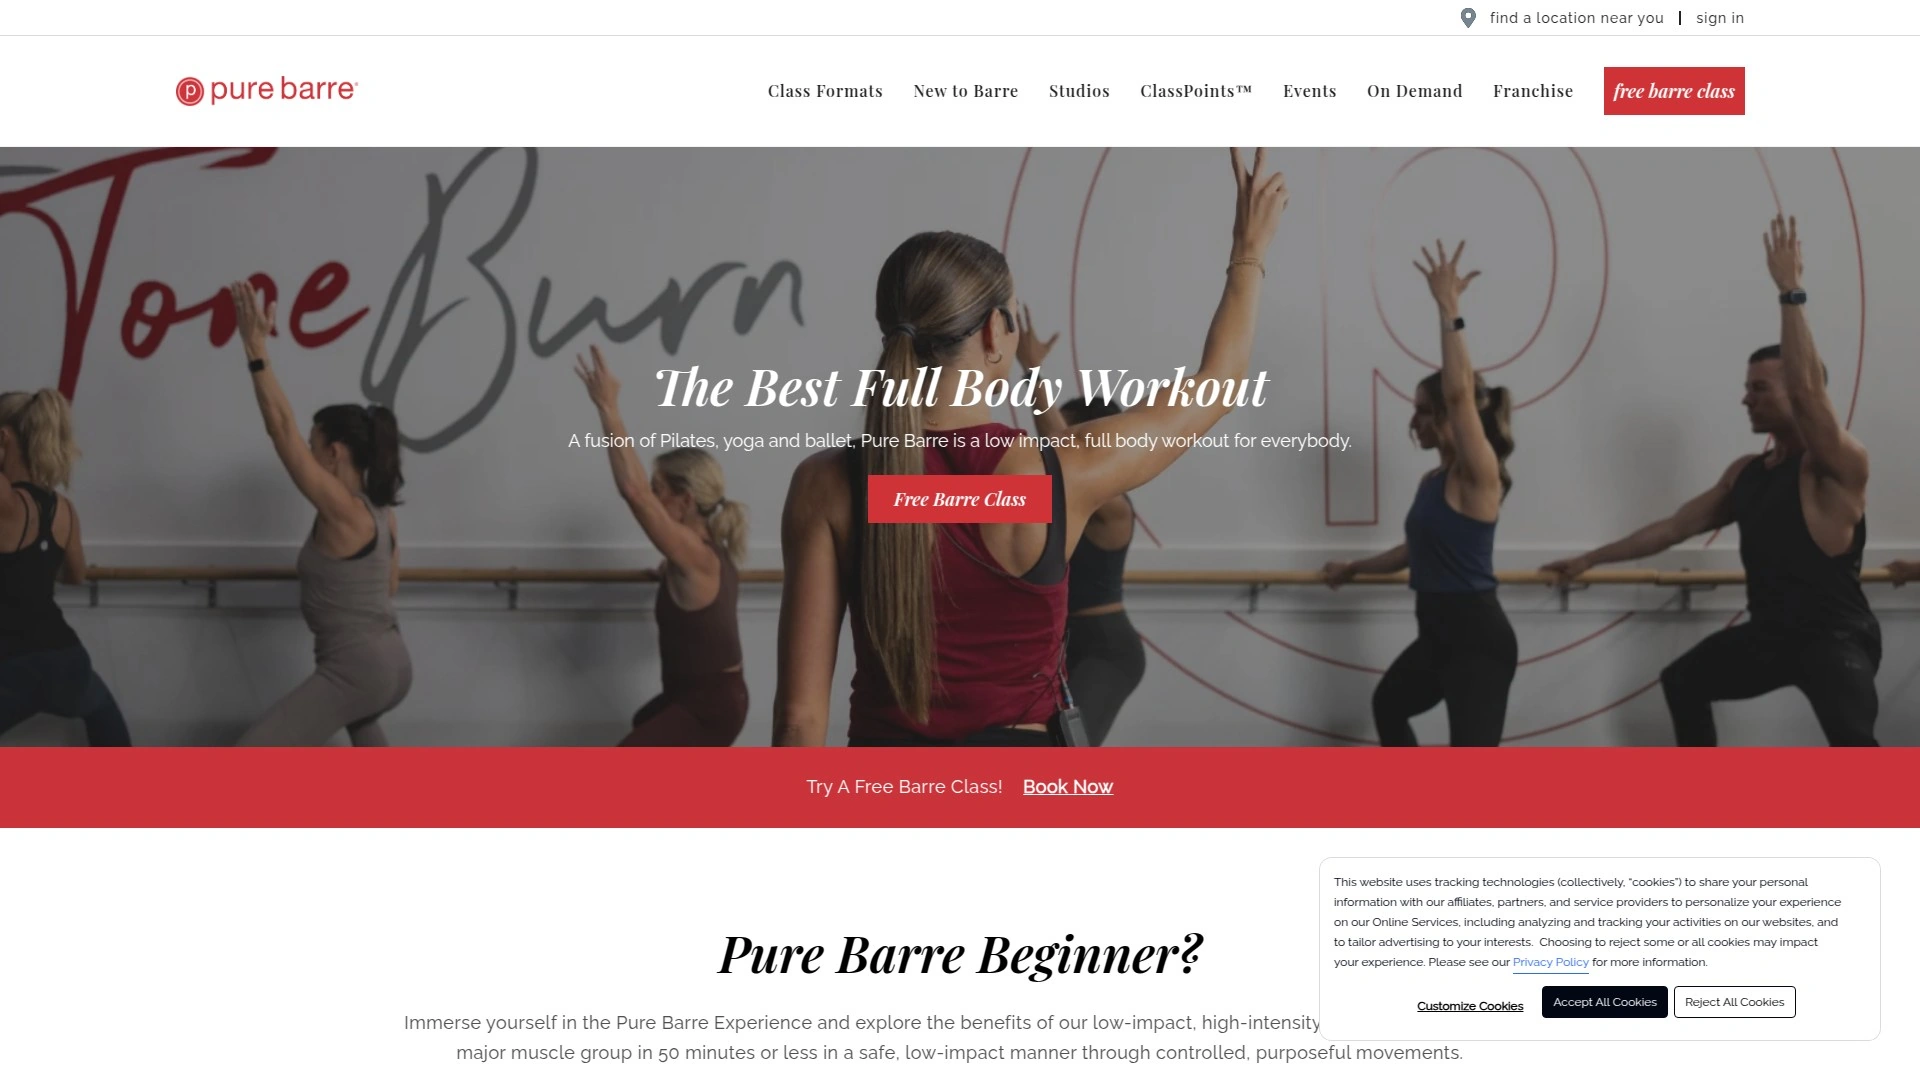 find a location near you | sign in
pure barre
Class Formats New to Barre Studios ClassPoints™ Events On Demand Franchise free barre class
Tone Burn
p
The Best Full Body Workout
A fusion of Pilates, yoga and ballet, Pure Barre is a low impact, full body workout for everybody.
Free Barre Class
Try A Free Barre Class! Book Now
Pure Barre Beginner?
Immerse yourself in the Pure Barre Experience and explore the benefits of our low-impact, high-intensity
major muscle group in 50 minutes or less in a safe, low-impact manner through controlled, purposeful movements.
This website uses tracking technologies (collectively, “cookies”) to share your personal
information with our affiliates, partners, and service providers to personalize your experience
on our Online Services, including analyzing and tracking your activities on our websites, and
to tailor advertising to your interests. Choosing to reject some or all cookies may impact
your experience. Please see our Privacy Policy for more information.
Customize Cookies Accept All Cookies Reject All Cookies